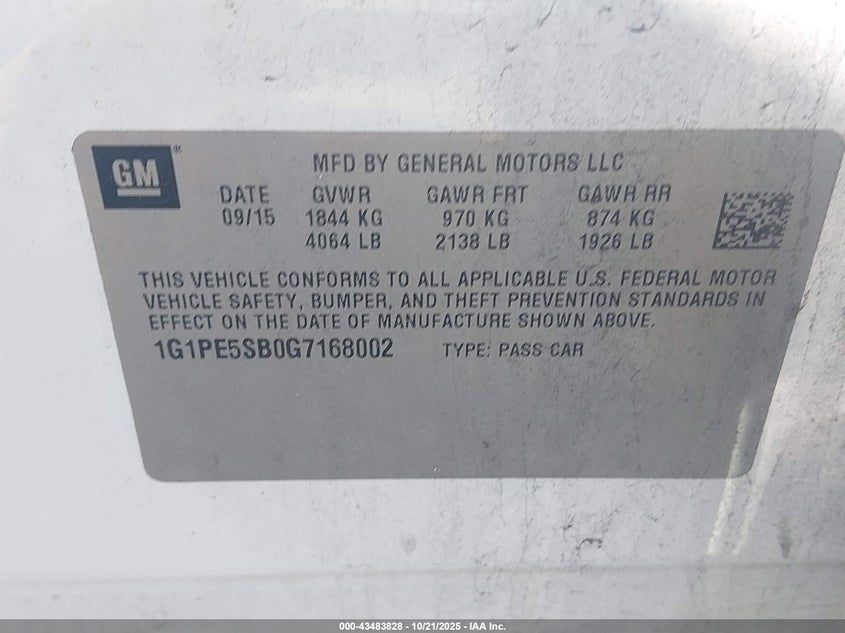 GM®
MFD BY GENERAL MOTORS LLC
DATE GVWR GAWR FRT GAWR RR
09/15 1844 KG 970 KG 874 KG
4064 LB 2138 LB 1926 LB
THIS VEHICLE CONFORMS TO ALL APPLICABLE U.S. FEDERAL MOTOR
VEHICLE SAFETY, BUMPER, AND THEFT PREVENTION STANDARDS IN
EFFECT ON THE DATE OF MANUFACTURE SHOWN ABOVE.
1G1PE5SB0G7168002 TYPE: PASS CAR
000-43483828 - 10/21/2025 - IAA Inc.